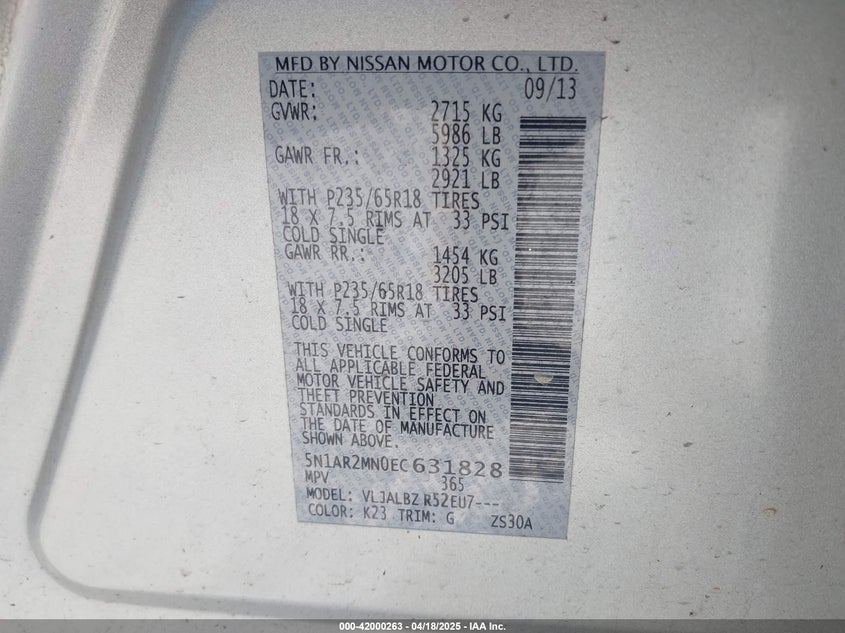 MFD BY NISSAN MOTOR CO., LTD.
DATE: 09/13
GVWR: 2715 KG
5986 LB
GAWR FR.: 1325 KG
2921 LB
WITH P235/65R18 TIRES
18 X 7.5 RIMS AT 33 PSI
COLD SINGLE
GAWR RR.: 1454 KG
3205 LB
WITH P235/65R18 TIRES
18 X 7.5 RIMS AT 33 PSI
COLD SINGLE
THIS VEHICLE CONFORMS TO
ALL APPLICABLE FEDERAL
MOTOR VEHICLE SAFETY AND
THEFT PREVENTION
STANDARDS IN EFFECT ON
THE DATE OF MANUFACTURE
SHOWN ABOVE.
5N1AR2MN0EC631828
MPV 365
MODEL: VLJALBZ R52EU7---
COLOR: K23 TRIM: G ZS30A
000-42000263 - 04/18/2025 - IAA Inc.